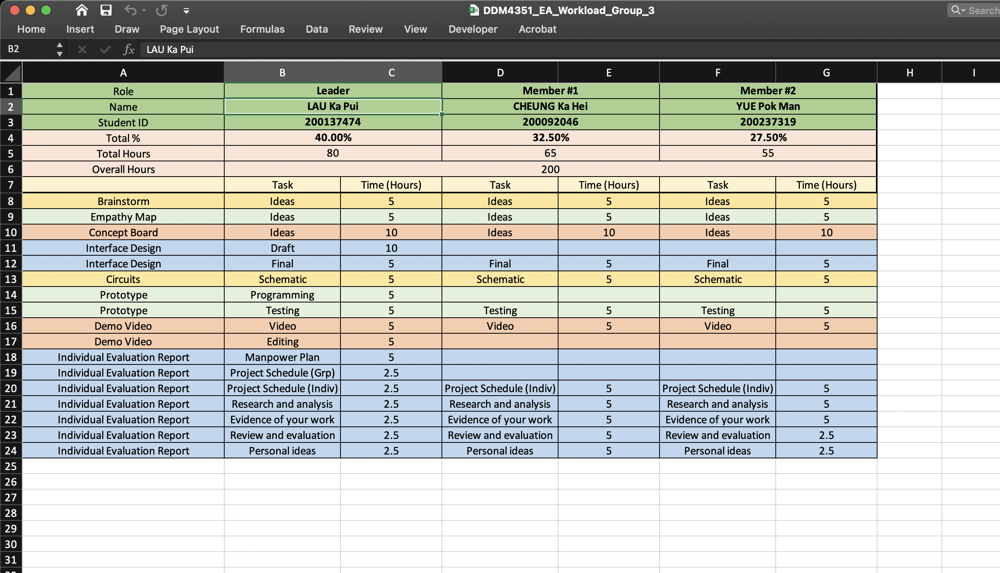 DDM4351_EA_Workload_Group_3
Search
Home Insert Draw Page Layout Formulas Data Review View Developer Acrobat
B2 fx LAU Ka Pui
A B C D E F G H I
1 Role Leader Member #1 Member #2
2 Name LAU Ka Pui CHEUNG Ka Hei YUE Pok Man
3 Student ID 200137474 200092046 200237319
4 Total % 40.00% 32.50% 27.50%
5 Total Hours 80 65 55
6 Overall Hours 200
7 Task Time (Hours) Task Time (Hours) Task Time (Hours)
8 Brainstorm Ideas 5 Ideas 5 Ideas 5
9 Empathy Map Ideas 5 Ideas 5 Ideas 5
10 Concept Board Ideas 10 Ideas 10 Ideas 10
11 Interface Design Draft 10
12 Interface Design Final 5 Final 5 Final 5
13 Circuits Schematic 5 Schematic 5 Schematic 5
14 Prototype Programming 5
15 Prototype Testing 5 Testing 5 Testing 5
16 Demo Video Video 5 Video 5 Video 5
17 Demo Video Editing 5
18 Individual Evaluation Report Manpower Plan 5
19 Individual Evaluation Report Project Schedule (Grp) 2.5
20 Individual Evaluation Report Project Schedule (Indiv) 2.5 Project Schedule (Indiv) 5 Project Schedule (Indiv) 5
21 Individual Evaluation Report Research and analysis 2.5 Research and analysis 5 Research and analysis 5
22 Individual Evaluation Report Evidence of your work 2.5 Evidence of your work 5 Evidence of your work 5
23 Individual Evaluation Report Review and evaluation 2.5 Review and evaluation 5 Review and evaluation 2.5
24 Individual Evaluation Report Personal ideas 2.5 Personal ideas 5 Personal ideas 2.5
25
26
27
28
29
30
31